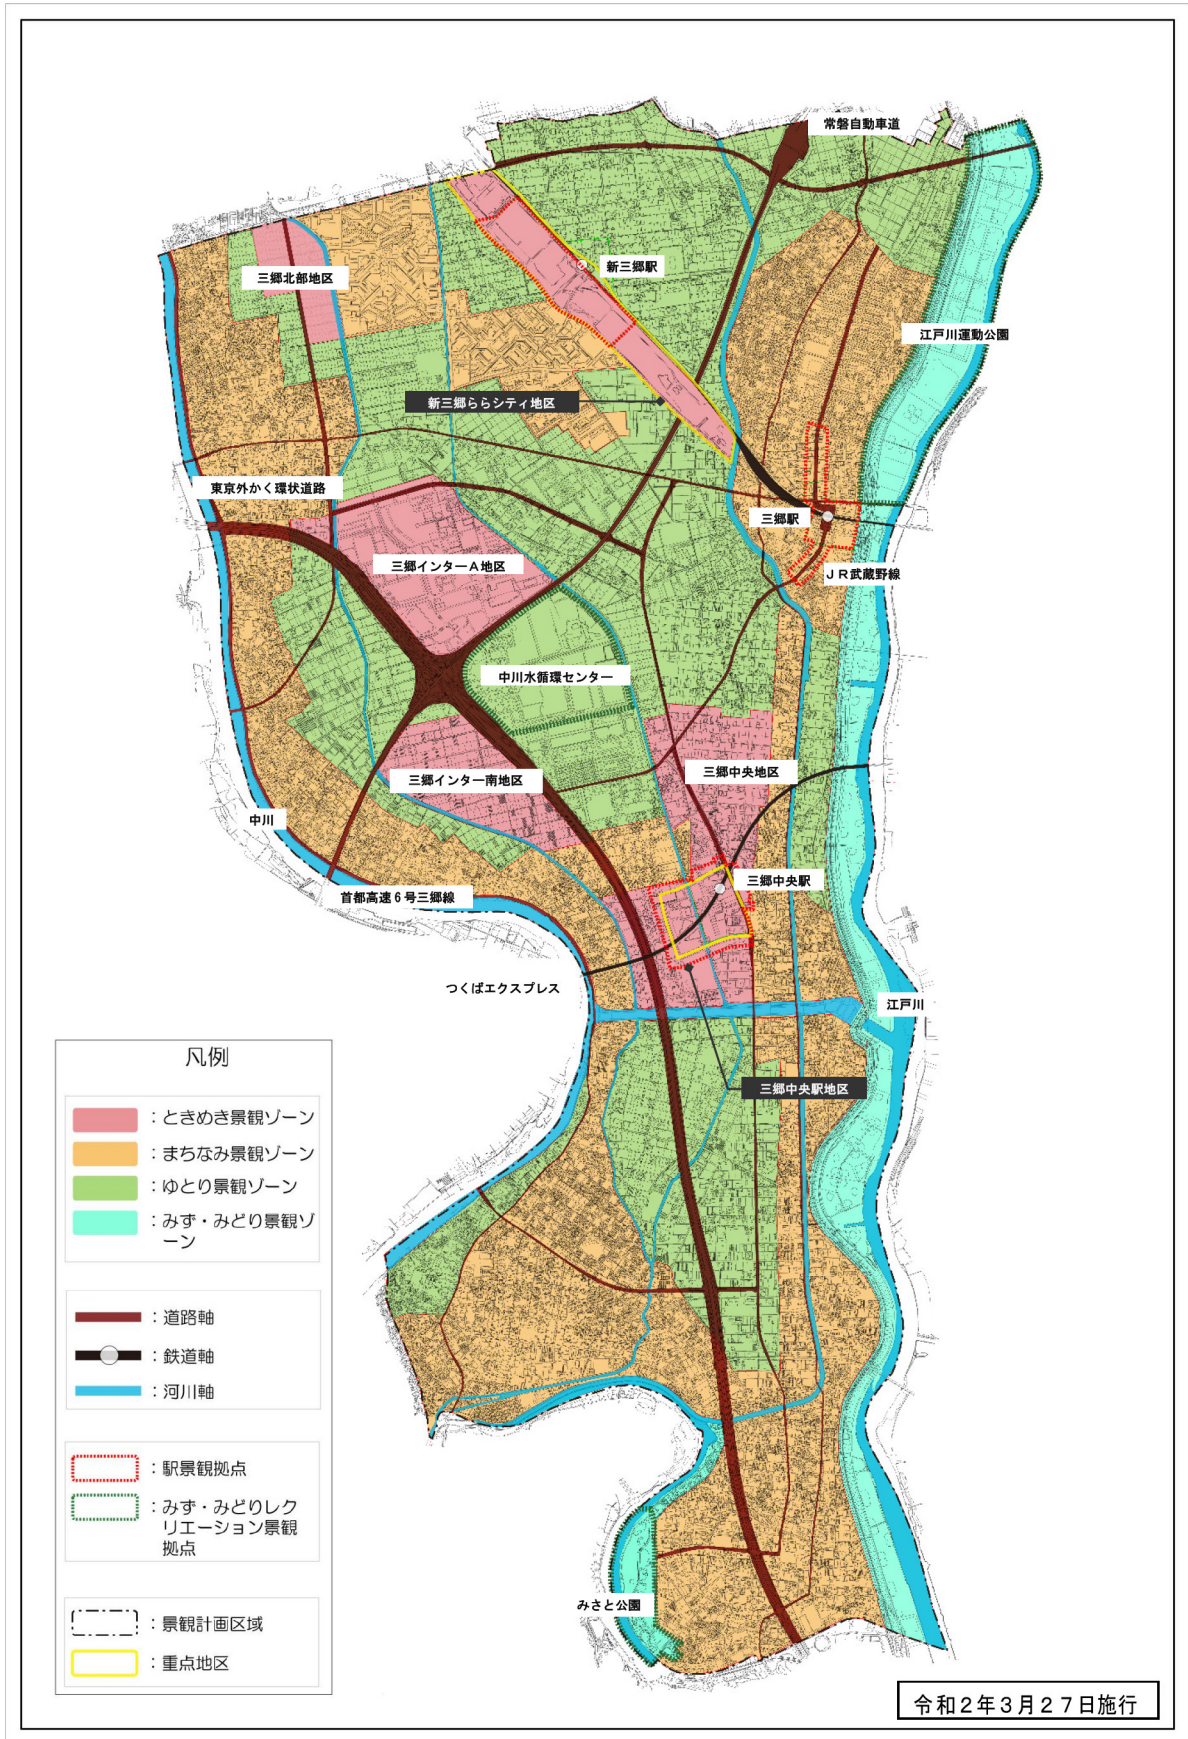 常磐自動車道
新三郷駅
三郷北部地区
江戸川運動公園
新三郷ららシティ地区
東京外かく環状道路
三郷駅
三郷インターA地区
JR武蔵野線
中川水循環センター
三郷中央地区
三郷インター南地区
中川
三郷中央駅
首都高速6号三郷線
つくばエクスプレス
江戸川
三郷中央駅地区
みさと公園
凡例
：ときめき景観ゾーン
：まちなみ景観ゾーン
：ゆとり景観ゾーン
：みず・みどり景観ゾ
ーン
：道路軸
：鉄道軸
：河川軸
：駅景観拠点
：みず・みどりレク
リエーション景観
拠点
：景観計画区域
：重点地区
令和2年3月27日施行